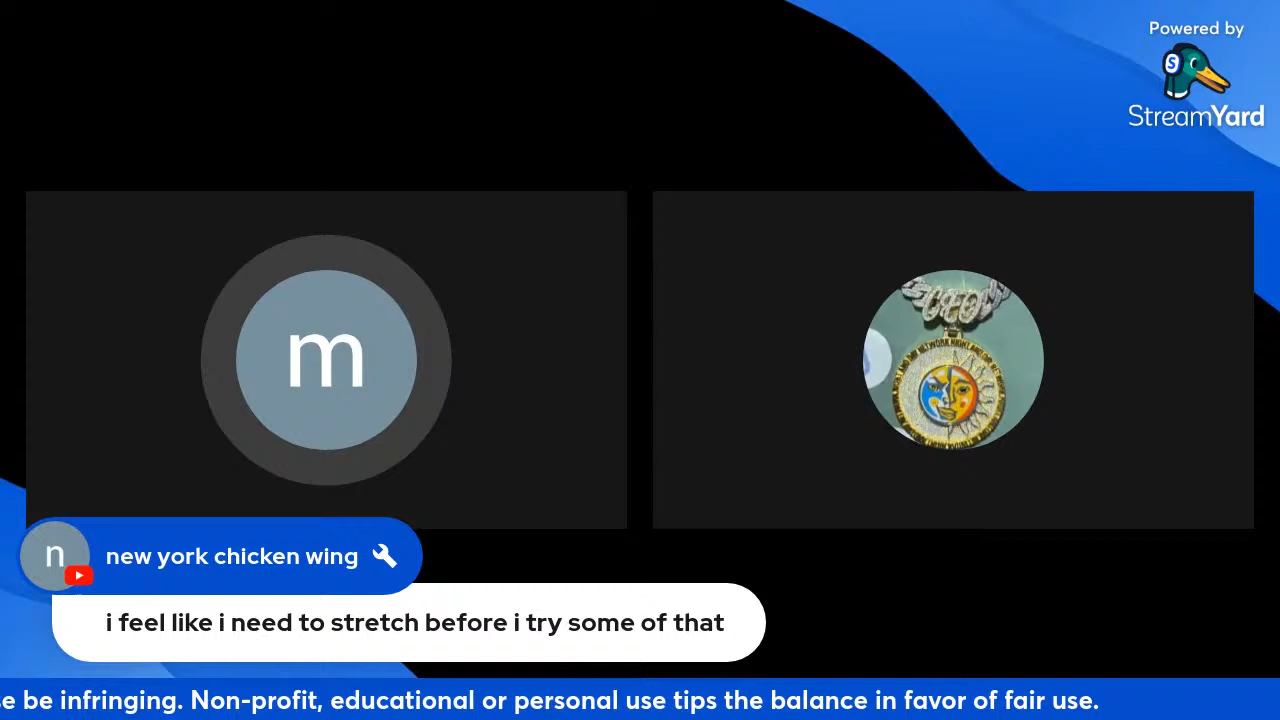 Powered by
S
StreamYard
m
CEO
n
new york chicken wing
i feel like i need to stretch before i try some of that
e be infringing. Non-profit, educational or personal use tips the balance in favor of fair use.